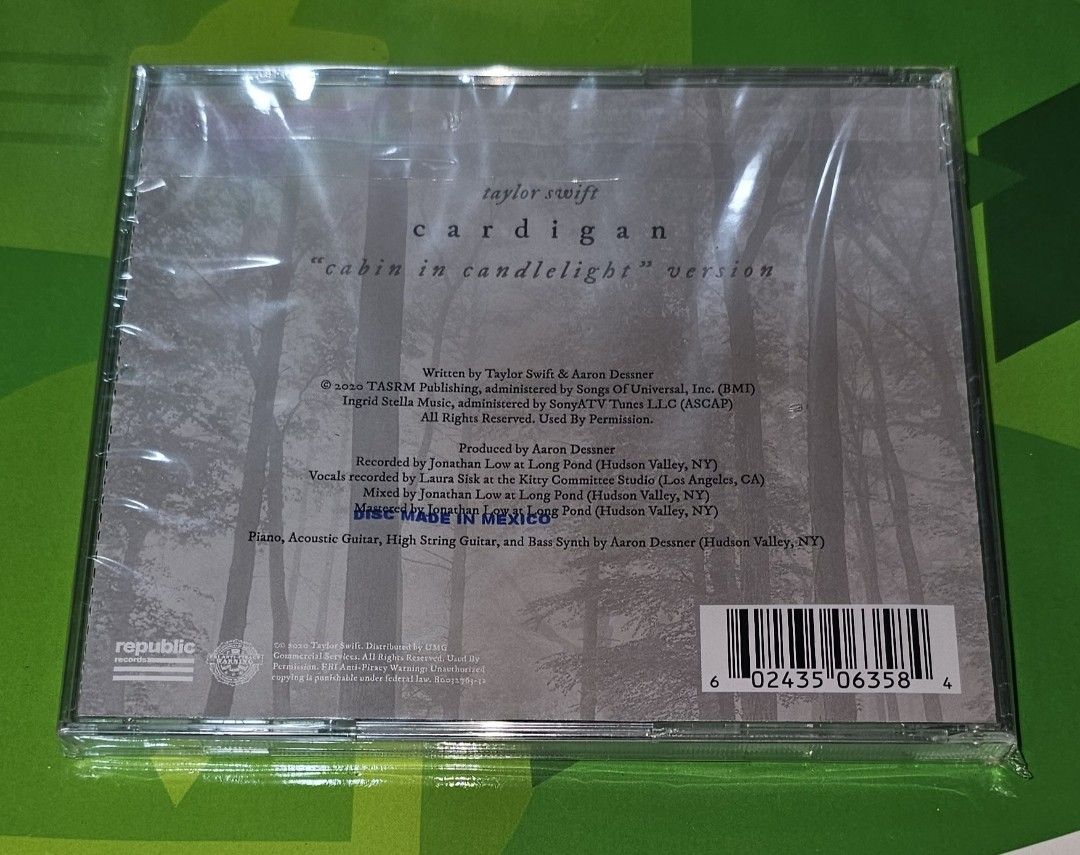 taylor swift
cardigan
"cabin in candlelight" version
Written by Taylor Swift & Aaron Dessner
© 2020 TASRM Publishing, administered by Songs Of Universal, Inc. (BMI)
Ingrid Stella Music, administered by SonyATV Tunes LLC (ASCAP)
All Rights Reserved. Used By Permission.
Produced by Aaron Dessner
Recorded by Jonathan Low at Long Pond (Hudson Valley, NY)
Vocals recorded by Laura Sisk at the Kitty Committee Studio (Los Angeles, CA)
Mixed by Jonathan Low at Long Pond (Hudson Valley, NY)
Mastered by Jonathan Low at Long Pond (Hudson Valley, NY)
DISC MADE IN MEXICO
Piano, Acoustic Guitar, High String Guitar, and Bass Synth by Aaron Dessner (Hudson Valley, NY)
republic
records
WARNING
2020 Taylor Swift. Distributed by UMG
Commercial Services. All Rights Reserved. Used By
Permission. FBI Anti-Piracy Warning: Unauthorized
copying is punishable under federal law.
6 02435 06358 4